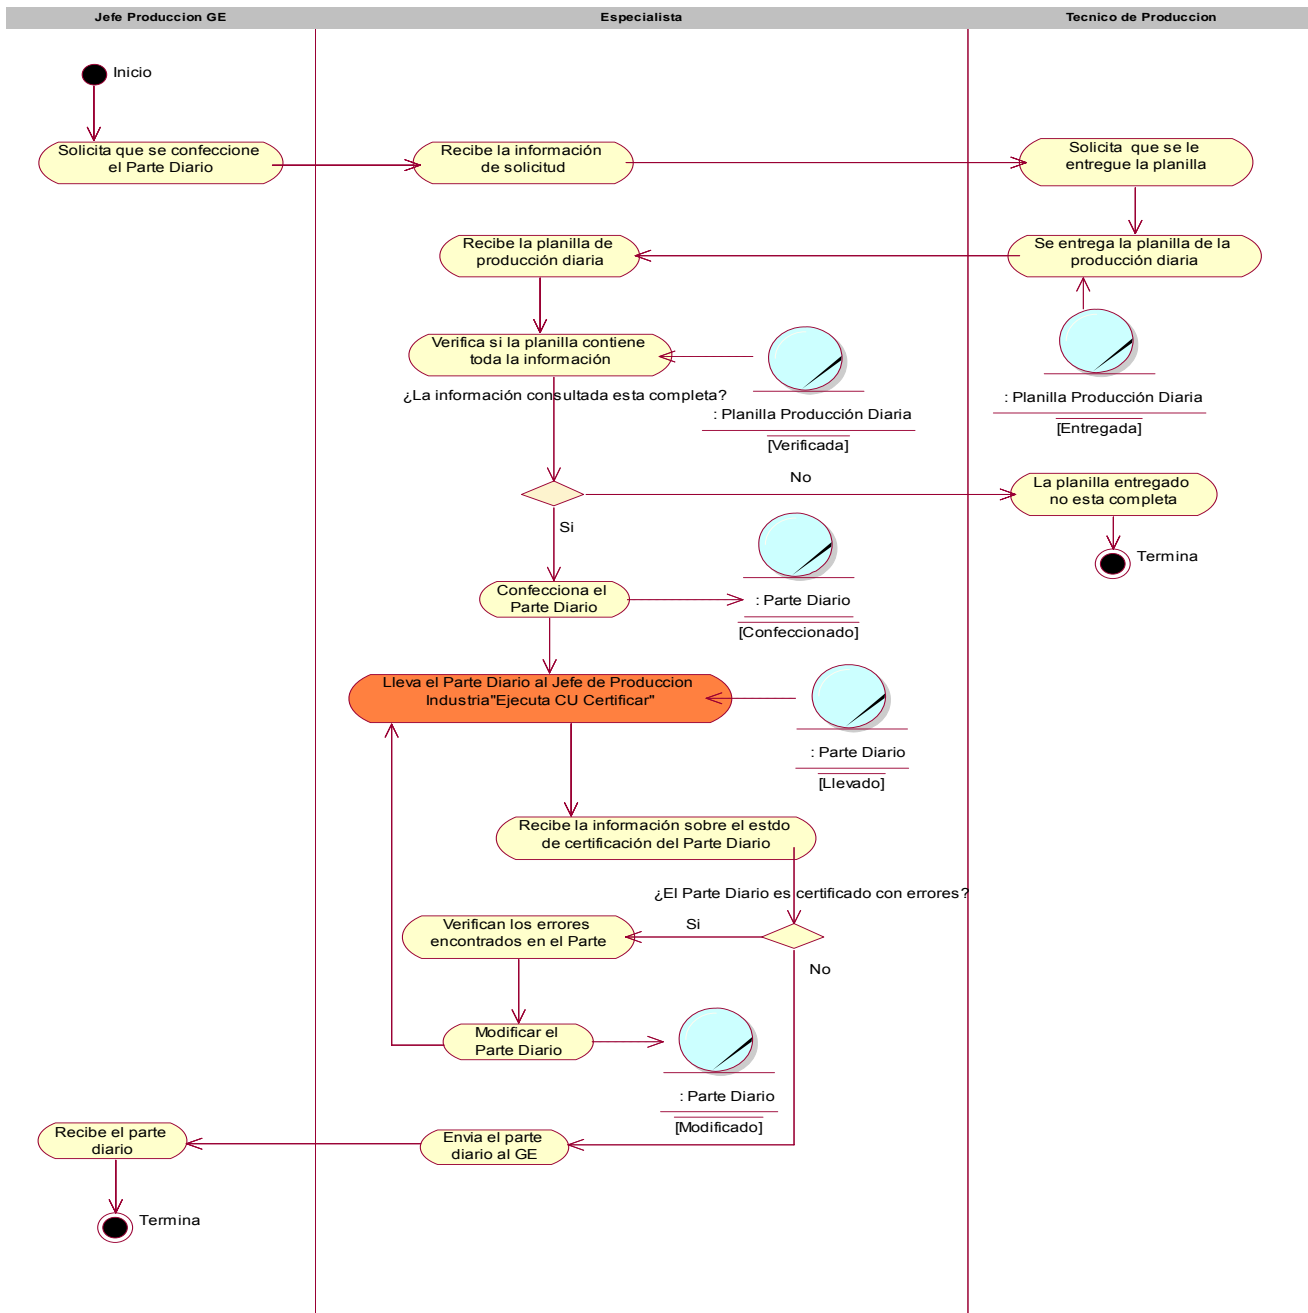 Jefe Produccion GE
Especialista
Tecnico de Produccion
Inicio
Solicita que se confeccione
el Parte Diario
Recibe la información
de solicitud
Solicita que se le
entregue la planilla
Recibe la planilla de
producción diaria
Se entrega la planilla de la
producción diaria
Verifica si la planilla contiene
toda la información
¿La información consultada esta completa?
: Planilla Producción Diaria
[Verificada]
: Planilla Producción Diaria
[Entregada]
No
La planilla entregado
no esta completa
Si
Termina
Confecciona el
Parte Diario
: Parte Diario
[Confeccionado]
Lleva el Parte Diario al Jefe de Produccion
Industria"Ejecuta CU Certificar"
: Parte Diario
[Llevado]
Recibe la información sobre el estdo
de certificación del Parte Diario
¿El Parte Diario es certificado con errores?
Verifican los errores
encontrados en el Parte
Si
No
Modificar el
Parte Diario
: Parte Diario
[Modificado]
Recibe el parte
diario
Envia el parte
diario al GE
Termina